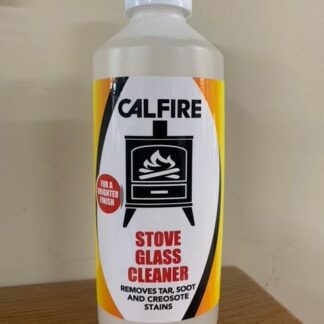 CALFIRE
FOR A
BRIGHTER
FINISH
STOVE
GLASS
CLEANER
REMOVES TAR, SOOT
AND CREOSOTE
STAINS